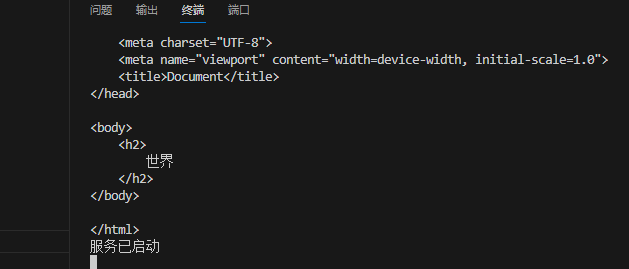 问题 输出 终端 端口
<meta charset="UTF-8">
<meta name="viewport" content="width=device-width, initial-scale=1.0">
<title>Document</title>
</head>
<body>
<h2>
世界
</h2>
</body>
</html>
服务已启动